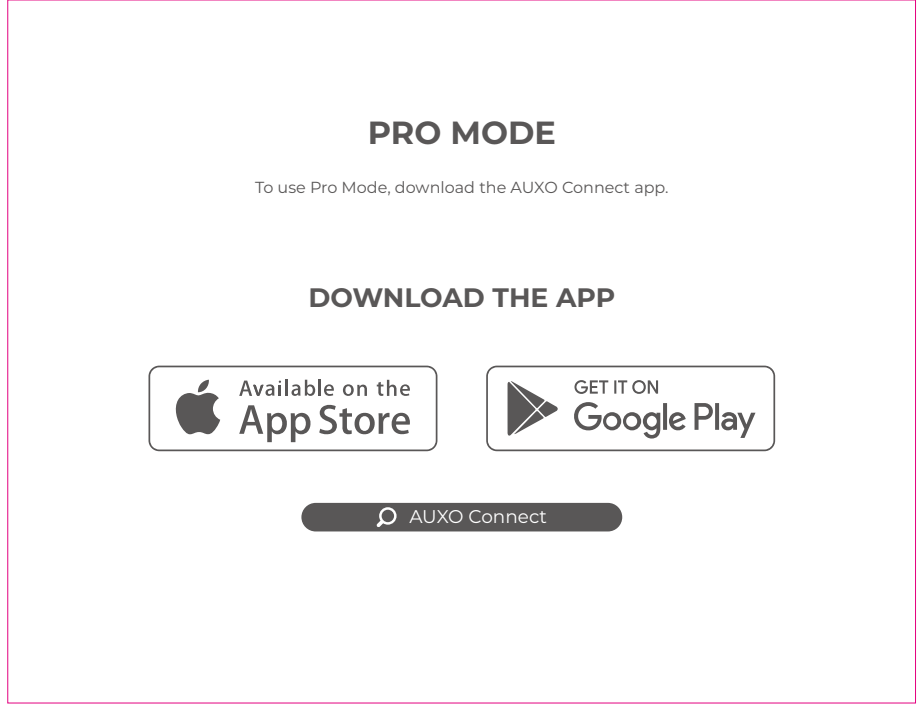 PRO MODE
To use Pro Mode, download the AUXO Connect app.
DOWNLOAD THE APP
Available on the
App Store
GET IT ON
Google Play
AUXO Connect